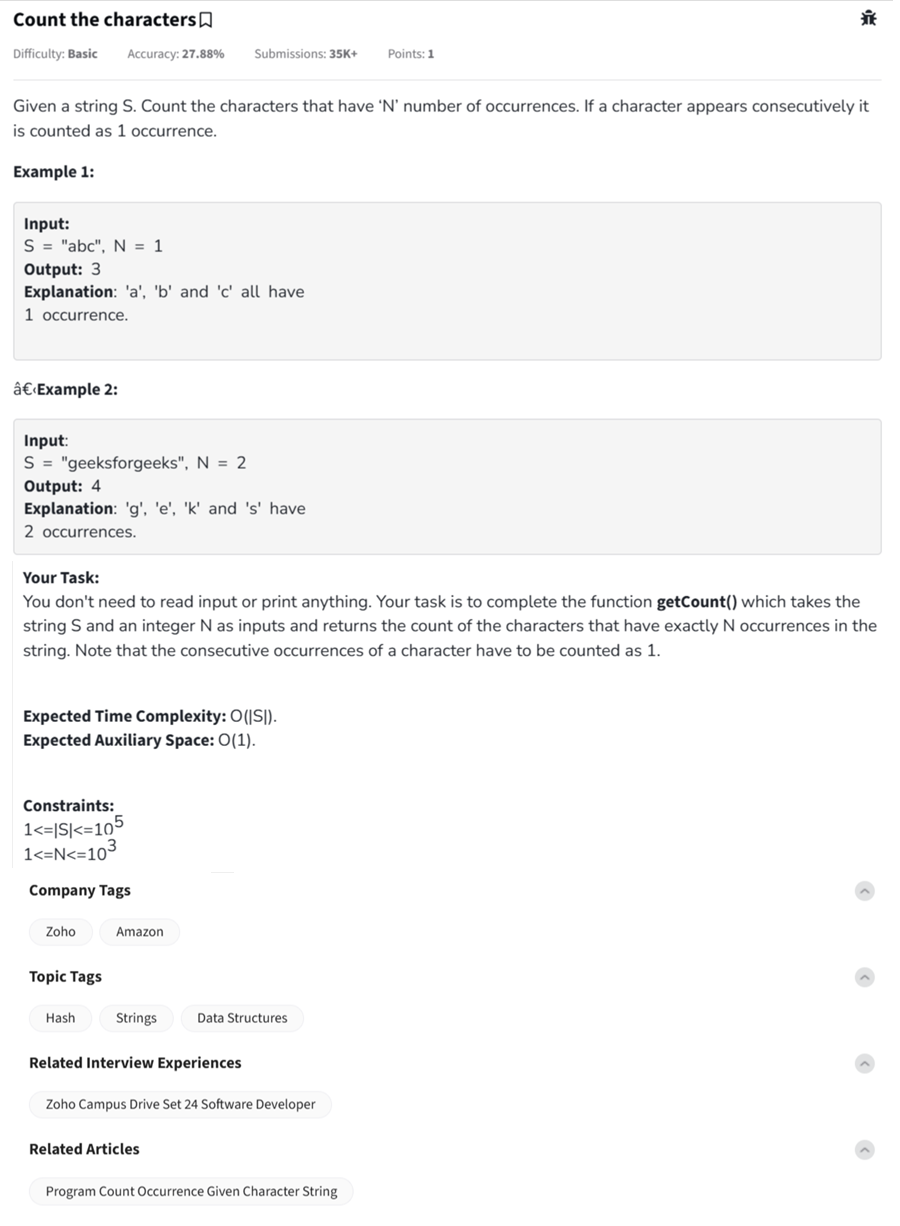 Count the characters
Difficulty: Basic Accuracy: 27.88% Submissions: 35K+ Points: 1
Given a string S. Count the characters that have ‘N’ number of occurrences. If a character appears consecutively it
is counted as 1 occurrence.
Example 1:
Input:
S = "abc", N = 1
Output: 3
Explanation: 'a', 'b' and 'c' all have
1 occurrence.
â€‹Example 2:
Input:
S = "geeksforgeeks", N = 2
Output: 4
Explanation: 'g', 'e', 'k' and 's' have
2 occurrences.
Your Task:
You don't need to read input or print anything. Your task is to complete the function getCount() which takes the
string S and an integer N as inputs and returns the count of the characters that have exactly N occurrences in the
string. Note that the consecutive occurrences of a character have to be counted as 1.
Expected Time Complexity: O(|S|).
Expected Auxiliary Space: O(1).
Constraints:
1<=|S|<=10^5
1<=N<=10^3
Company Tags
Zoho Amazon
Topic Tags
Hash Strings Data Structures
Related Interview Experiences
Zoho Campus Drive Set 24 Software Developer
Related Articles
Program Count Occurrence Given Character String